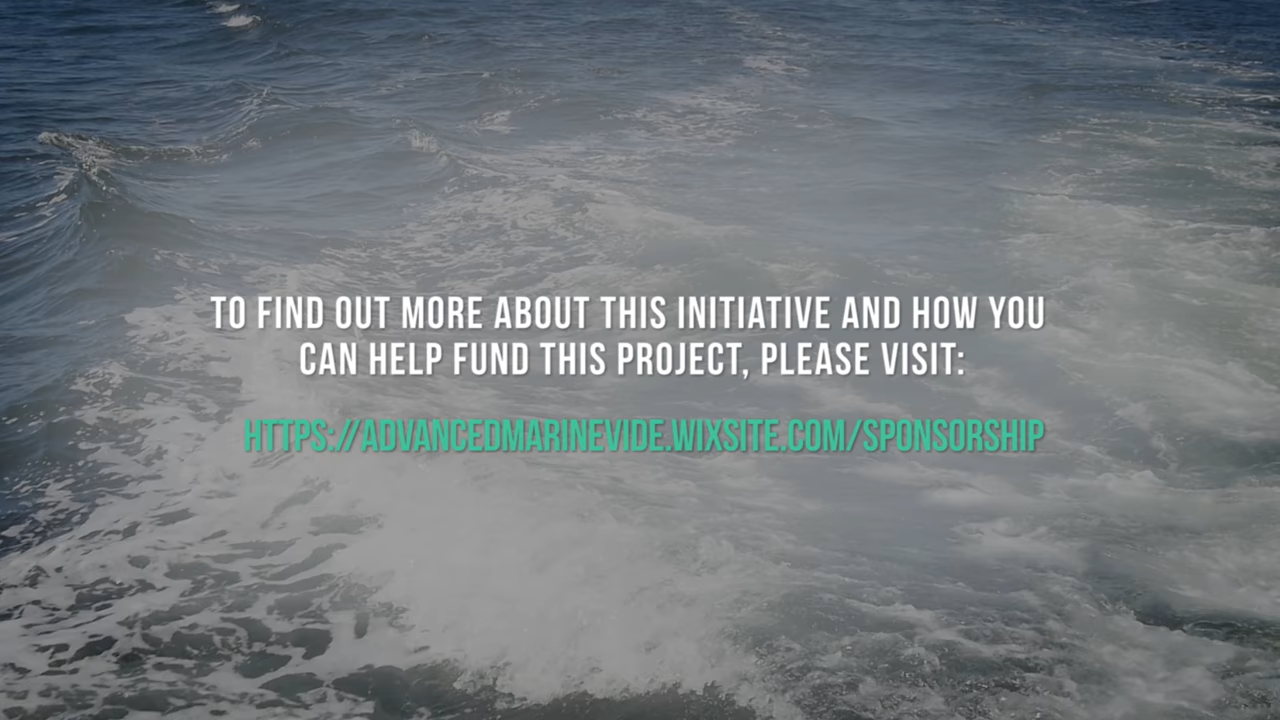 TO FIND OUT MORE ABOUT THIS INITIATIVE AND HOW YOU
CAN HELP FUND THIS PROJECT, PLEASE VISIT:
HTTPS://ADVANCEDMARINEVIDE.WIXSITE.COM/SPONSORSHIP